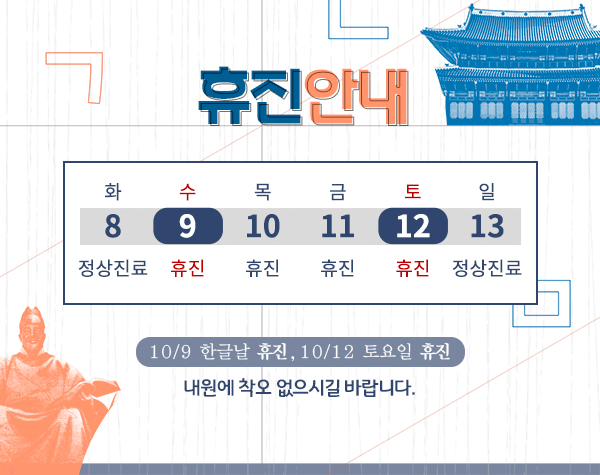 휴진안내
화 수 목 금 토 일
8 9 10 11 12 13
정상진료 휴진 휴진 휴진 휴진 정상진료
10/9 한글날 휴진, 10/12 토요일 휴진
내원에 착오 없으시길 바랍니다.